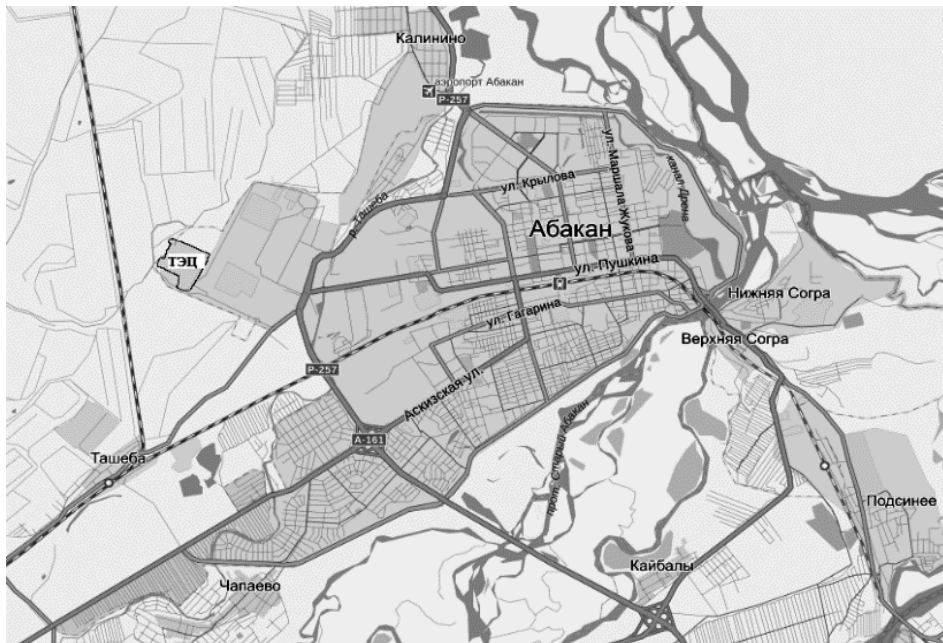 Калинино
аэропорт Абакан
Р-257
ул. Маршала Жукова
канал Дрена
ул. Крылова
р. Ташеба
Абакан
ТЭЦ
ул. Пушкина
Нижняя Согра
ул. Гагарина
Верхняя Согра
Р-257
Аскизская ул.
А-161
прот. Старый Абакан
Ташеба
Подсинее
Кайбалы
Чапаево